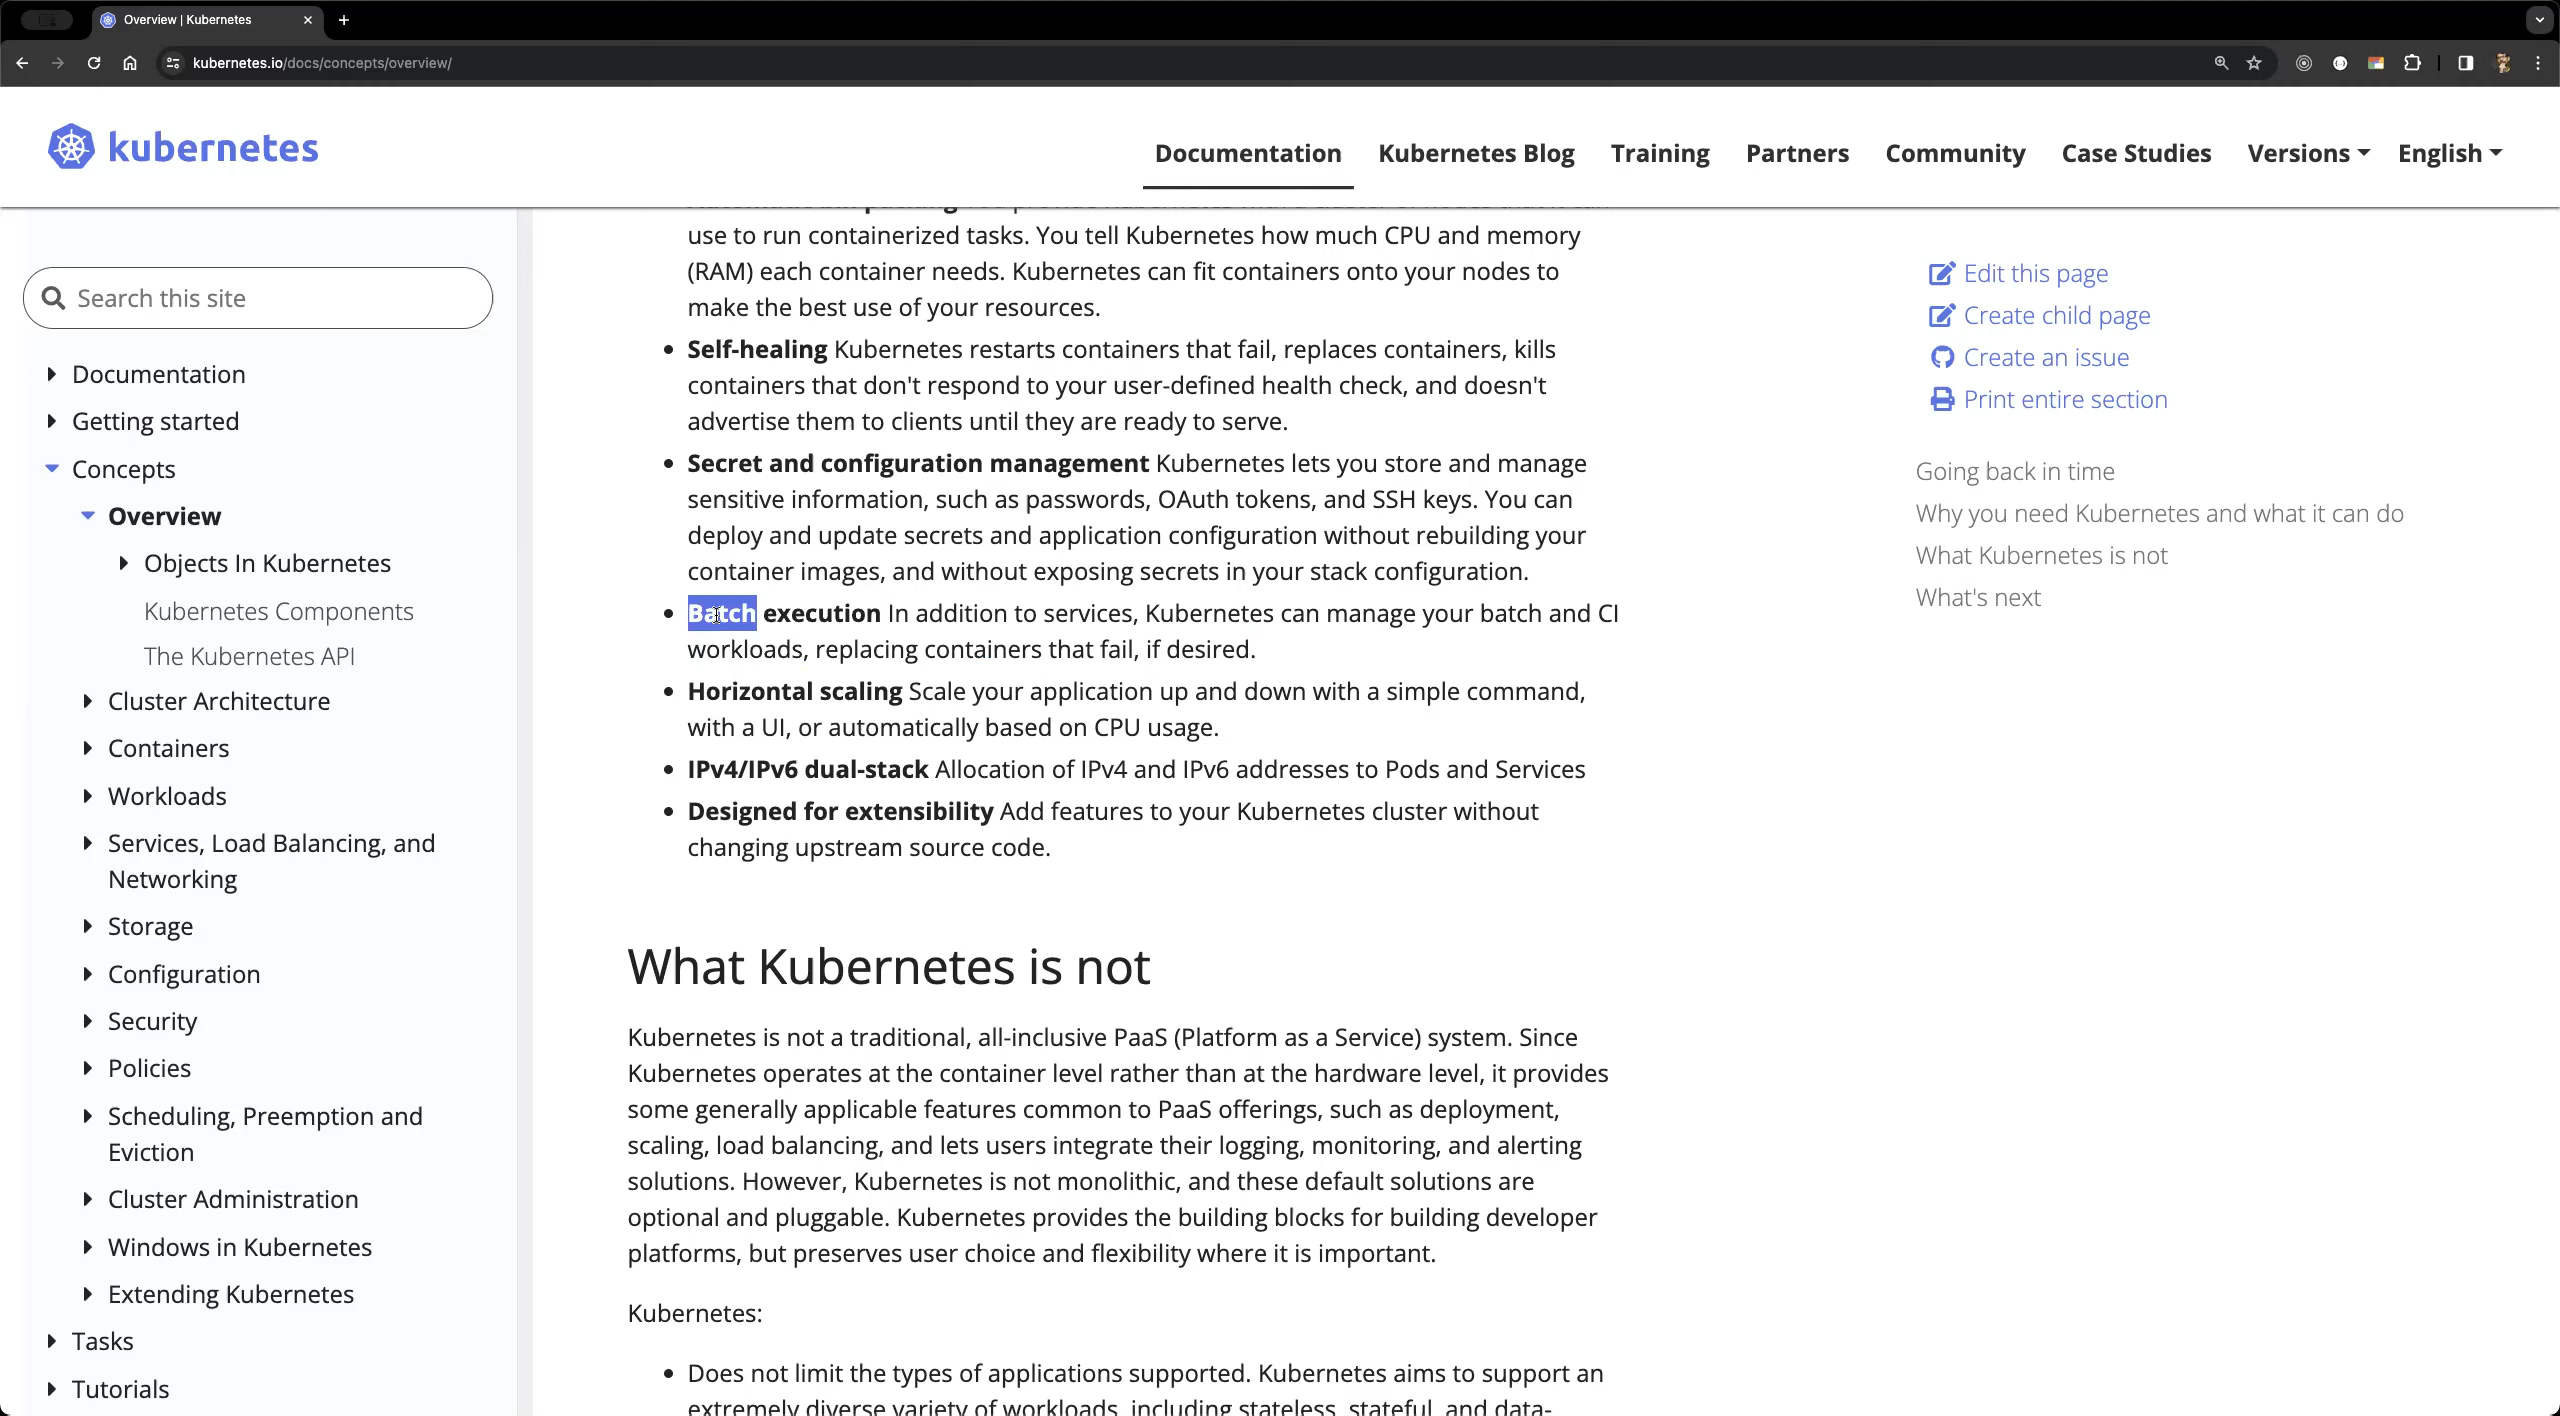 Overview | Kubernetes
kubernetes.io/docs/concepts/overview/
kubernetes
Documentation
Kubernetes Blog
Training
Partners
Community
Case Studies
Versions
English
Search this site
Documentation
Getting started
Concepts
Overview
Objects In Kubernetes
Kubernetes Components
The Kubernetes API
Cluster Architecture
Containers
Workloads
Services, Load Balancing, and
Networking
Storage
Configuration
Security
Policies
Scheduling, Preemption and
Eviction
Cluster Administration
Windows in Kubernetes
Extending Kubernetes
Tasks
Tutorials
use to run containerized tasks. You tell Kubernetes how much CPU and memory
(RAM) each container needs. Kubernetes can fit containers onto your nodes to
make the best use of your resources.
Self-healing Kubernetes restarts containers that fail, replaces containers, kills
containers that don't respond to your user-defined health check, and doesn't
advertise them to clients until they are ready to serve.
Secret and configuration management Kubernetes lets you store and manage
sensitive information, such as passwords, OAuth tokens, and SSH keys. You can
deploy and update secrets and application configuration without rebuilding your
container images, and without exposing secrets in your stack configuration.
Batch execution In addition to services, Kubernetes can manage your batch and CI
workloads, replacing containers that fail, if desired.
Horizontal scaling Scale your application up and down with a simple command,
with a UI, or automatically based on CPU usage.
IPv4/IPv6 dual-stack Allocation of IPv4 and IPv6 addresses to Pods and Services
Designed for extensibility Add features to your Kubernetes cluster without
changing upstream source code.
What Kubernetes is not
Kubernetes is not a traditional, all-inclusive PaaS (Platform as a Service) system. Since
Kubernetes operates at the container level rather than at the hardware level, it provides
some generally applicable features common to PaaS offerings, such as deployment,
scaling, load balancing, and lets users integrate their logging, monitoring, and alerting
solutions. However, Kubernetes is not monolithic, and these default solutions are
optional and pluggable. Kubernetes provides the building blocks for building developer
platforms, but preserves user choice and flexibility where it is important.
Kubernetes:
Does not limit the types of applications supported. Kubernetes aims to support an
extremely diverse variety of workloads, including stateless, stateful, and data-
Edit this page
Create child page
Create an issue
Print entire section
Going back in time
Why you need Kubernetes and what it can do
What Kubernetes is not
What's next